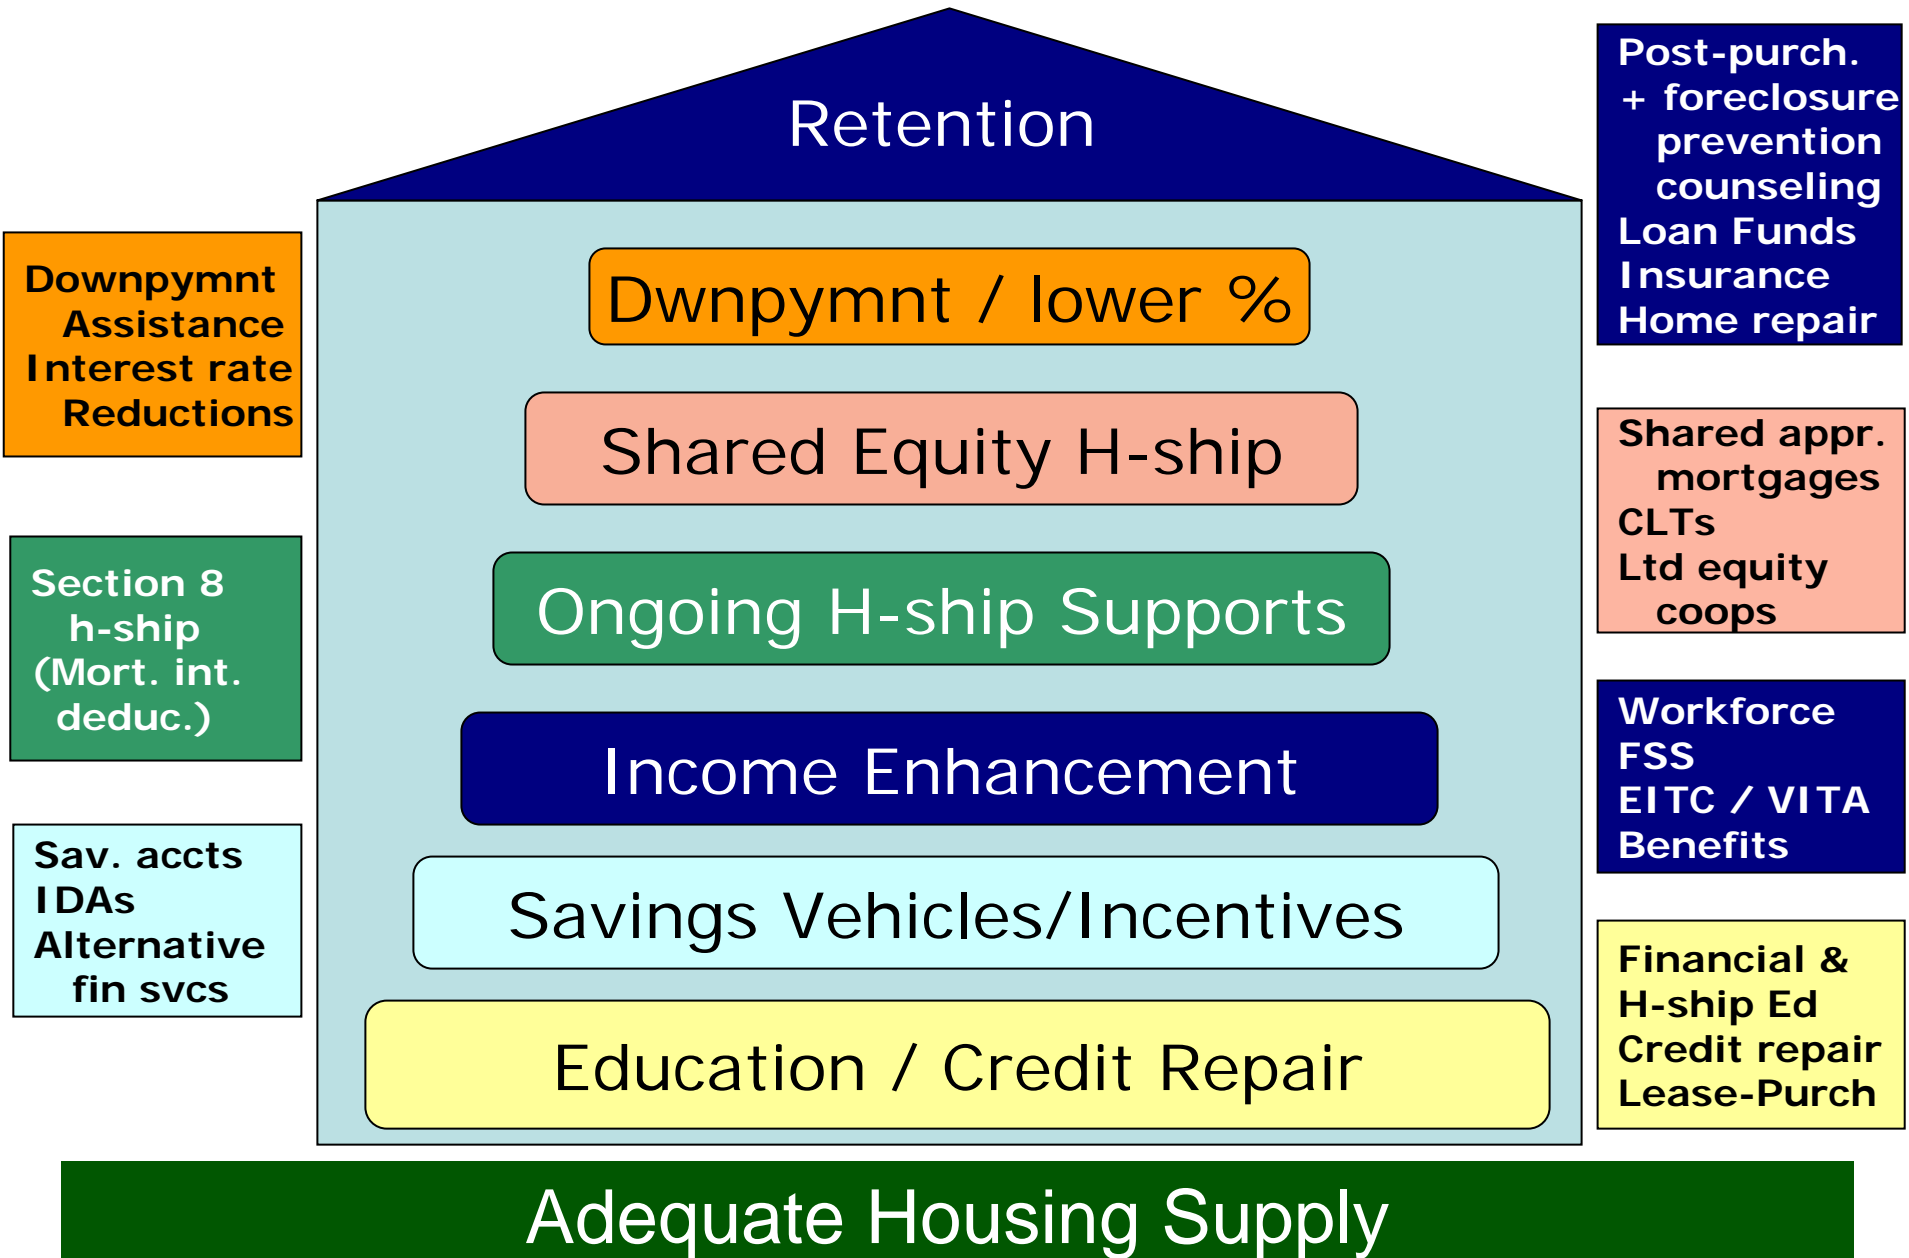 Retention
Dwnpymnt / lower %
Shared Equity H-ship
Ongoing H-ship Supports
Income Enhancement
Savings Vehicles/Incentives
Education / Credit Repair
Adequate Housing Supply
Downpymnt
Assistance
Interest rate
Reductions
Section 8
h-ship
(Mort. int.
deduc.)
Sav. accts
IDAs
Alternative
fin svcs
Post-purch.
+ foreclosure
prevention
counseling
Loan Funds
Insurance
Home repair
Shared appr.
mortgages
CLTs
Ltd equity
coops
Workforce
FSS
EITC / VITA
Benefits
Financial &
H-ship Ed
Credit repair
Lease-Purch